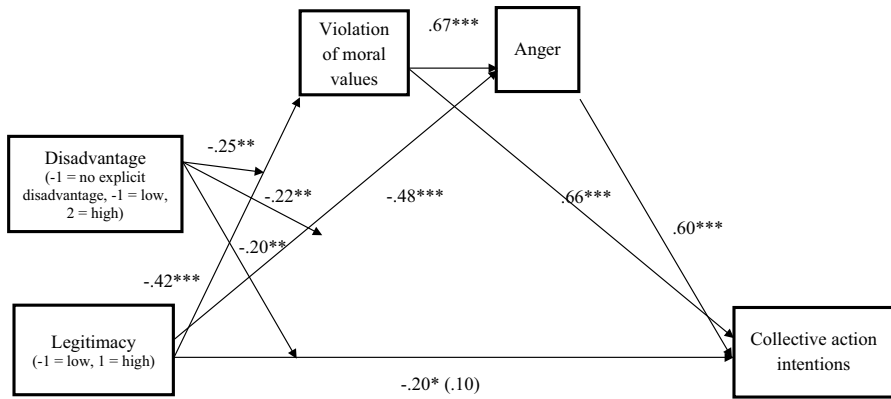 Violation
of moral
values
.67***
Anger
Disadvantage
(-1 = no explicit
disadvantage, -1 = low,
2 = high)
-.25**
-.22**
-.48***
.66***
-.20**
.60***
-.42***
Legitimacy
(-1 = low, 1 = high)
Collective action
intentions
-.20* (.10)